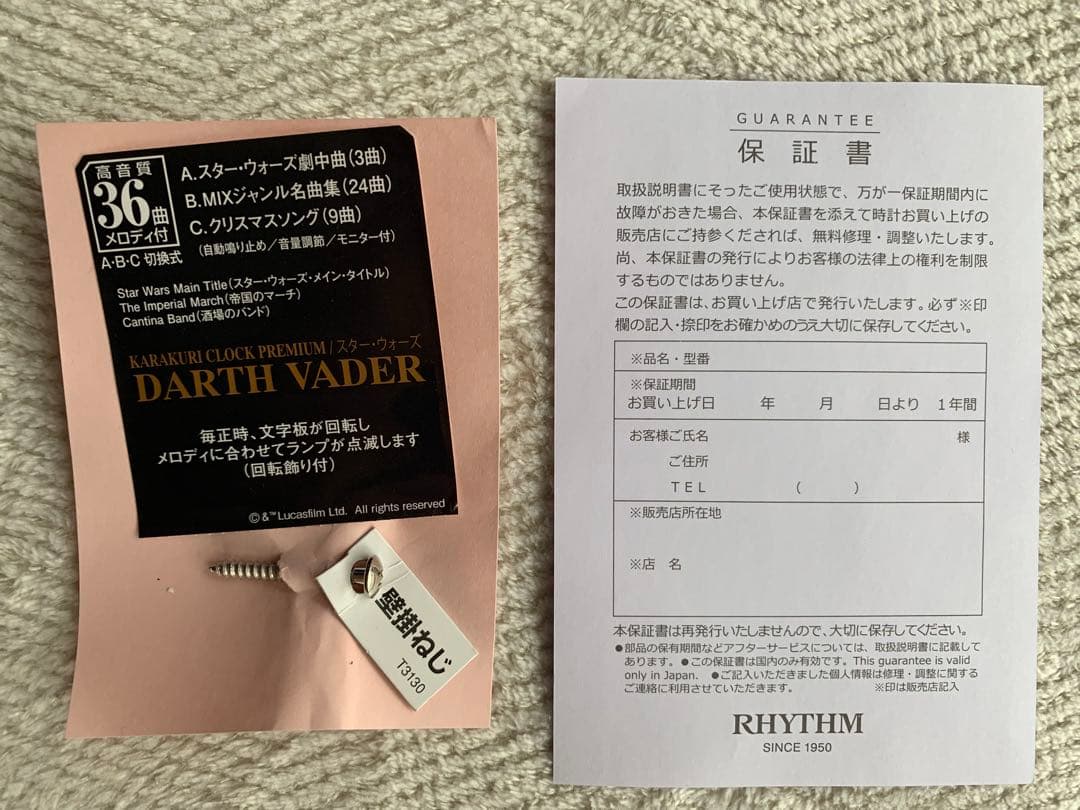 高音質
36曲
メロディ付
A・B・C 切換式
A.スター・ウォーズ劇中曲(3曲)
B.MIXジャンル名曲集(24曲)
C.クリスマスソング(9曲)
(自動鳴り止め/音量調節/モニター付)
Star Wars Main Title(スター・ウォーズ・メイン・タイトル)
The Imperial March(帝国のマーチ)
Cantina Band(酒場のバンド)
KARAKURI CLOCK PREMIUM/スター・ウォーズ
DARTH VADER
毎正時、文字板が回転し
メロディに合わせてランプが点滅します
(回転飾り付)
©&™Lucasfilm Ltd. All rights reserved
壁掛ねじ
T3130
GUARANTEE
保証書
取扱説明書にそったご使用状態で、万が一保証期間内に
故障がおきた場合、本保証書を添えて時計お買い上げの
販売店にご持参くだされば、無料修理・調整いたします。
尚、本保証書の発行によりお客様の法律上の権利を制限
するものではありません。
この保証書は、お買い上げ店で発行いたします。必ず※印
欄の記入・捺印をお確かめのうえ大切に保存してください。
※品名・型番
※保証期間
お買い上げ日 年 月 日より 1年間
お客様ご氏名 様
ご住所
TEL ( )
※販売店所在地
※店 名
本保証書は再発行いたしませんので、大切に保存してください。
●部品の保有期間などアフターサービスについては、取扱説明書に記載して
あります。●この保証書は国内のみ有効です。This guarantee is valid
only in Japan. ●ご記入いただきました個人情報は修理・調整に関する
ご連絡に利用させていただきます。 ※印は販売店記入
RHYTHM
SINCE 1950